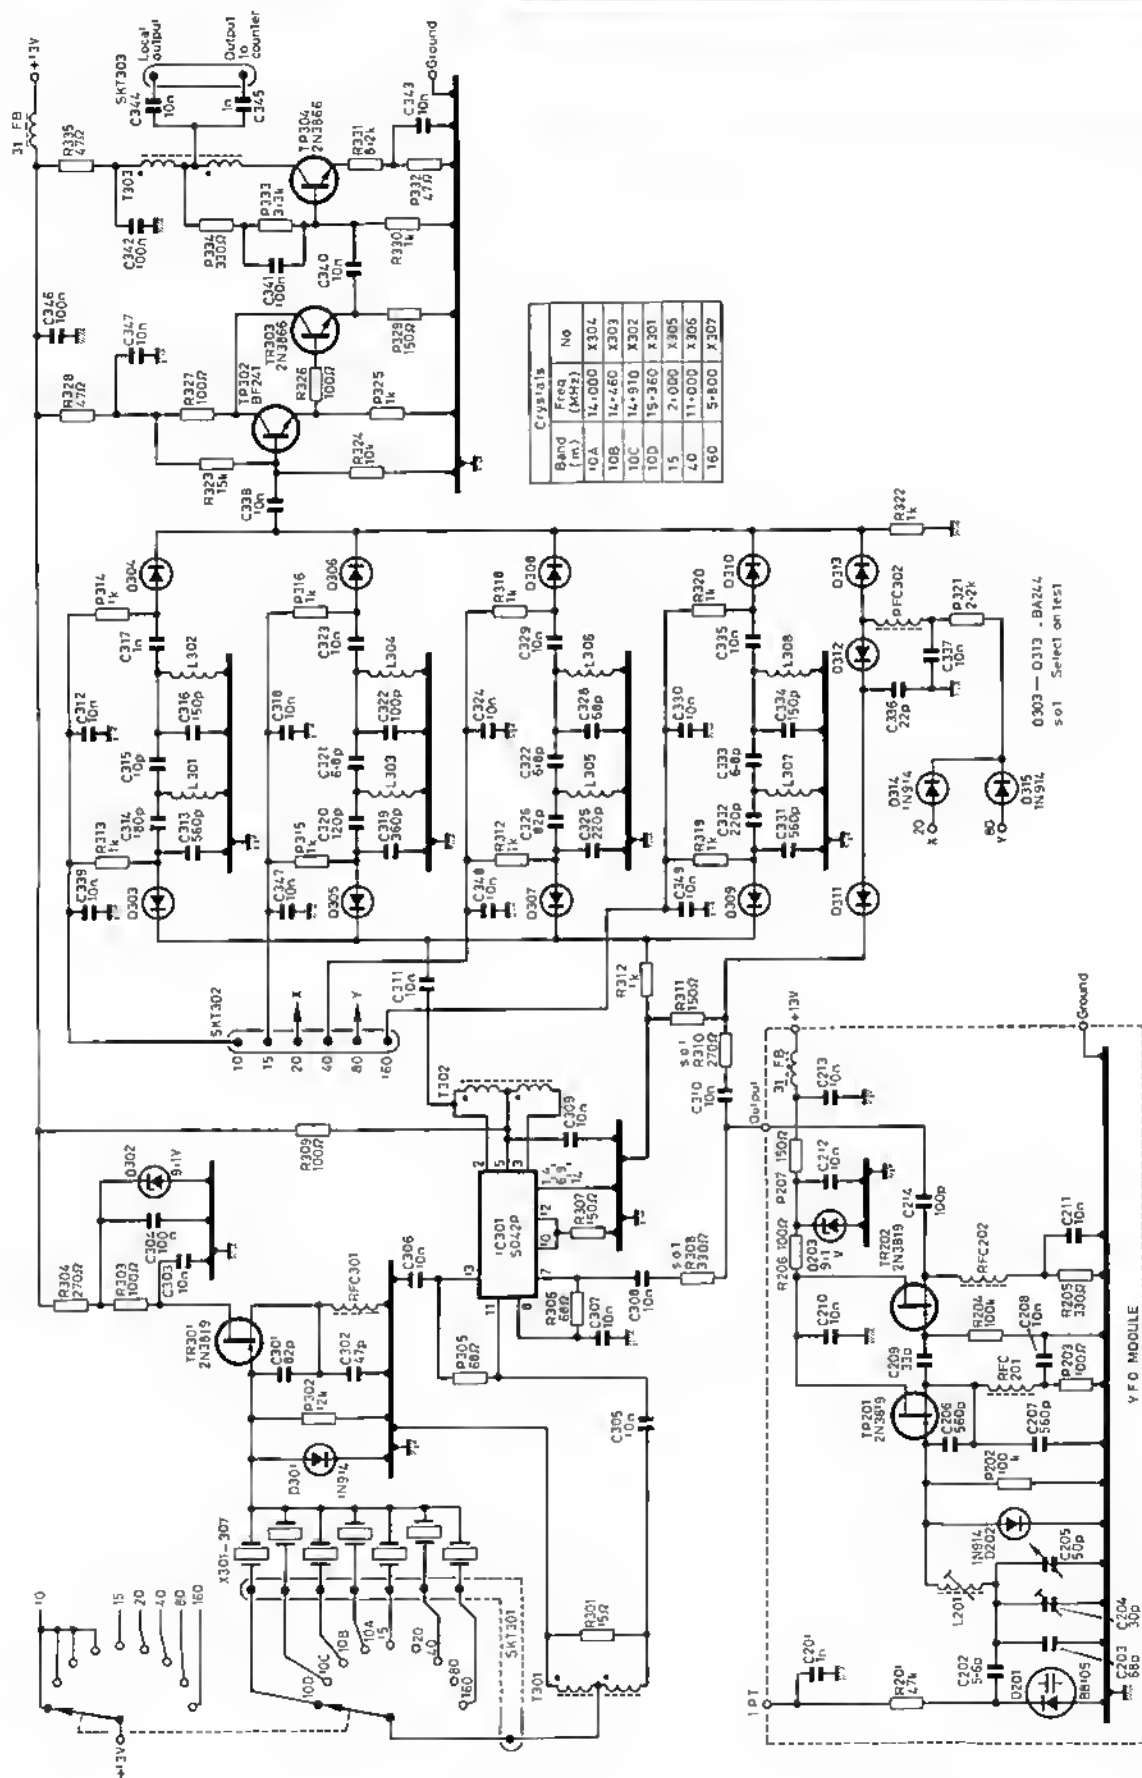 +13V
10
15
20
40
80
160
10D
10C
10B
10A
15
20
40
80
160
SKT301
X301-307
T301
R301
15Ω
D301
1N914
R302
12k
C301
82p
C302
47p
RFC301
TR301
2N3819
R304
270Ω
R303
100Ω
C303
10n
C304
100n
D302
9·1V
R309
100Ω
C306
10n
R305
68Ω
C305
10n
IC301
SO42P
13
11
8
7
10
12
2
5
3
R306
68Ω
C307
10n
C308
10n
R307
150Ω
C309
10n
T302
sol
R308
330Ω
C310
10n
sol
R310
270Ω
R311
150Ω
R312
1k
C311
10n
SKT302
10
15
20
X
40
80
Y
160
C339
10n
D303
R313
1k
C314
180p
C313
560p
L301
C315
10p
C312
10n
C316
150p
L302
C317
1n
R314
1k
D304
C347
10n
D305
R315
1k
C320
120p
C319
360p
L303
C321
6·8p
C318
10n
C322
100p
L304
C323
10n
R316
1k
D306
C348
10n
D307
R312
1k
C326
82p
C325
220p
L305
C322
6·8p
C324
10n
C328
68p
L306
C329
10n
R318
1k
D308
C349
10n
D309
R319
1k
C332
220p
C331
560p
L307
C333
6·8p
C330
10n
C334
150p
L308
C335
10n
R320
1k
D310
D311
D312
D313
C336
22p
C337
10n
RFC302
R321
2·2k
R322
1k
X
20
D314
1N914
Y
80
D315
1N914
D303—D313 - BA244
sol Select on test
C338
10n
R323
15k
R324
10k
R328
47Ω
C347
10n
R327
100Ω
TR302
BF241
R325
1k
R326
100Ω
TR303
2N3866
R329
150Ω
C346
100n
C340
10n
C341
100n
C342
100n
R334
330Ω
R333
3·3k
R330
1k
T303
R335
47Ω
TR304
2N3866
R331
8·2k
R332
47Ω
C343
10n
31 FB
+13V
SKT303
C344
10n
C345
1n
Local
output
Output
to
counter
Ground
Crystals
Band (m) Freq (MHz) No
10A 14·000 X304
10B 14·460 X303
10C 14·910 X302
10D 15·360 X301
15 2·000 X305
40 11·000 X306
160 5·800 X307
1PT
C201
1n
R201
47k
C202
5·6p
D201
BB105
C203
68p
C204
30p
C205
50p
L201
1N914
D202
R202
100k
TR201
2N3819
C206
560p
C207
560p
RFC
201
R203
100Ω
C208
10n
C209
33p
R204
100k
TR202
2N3819
C210
10n
R206 100Ω
D203
9·1
V
R207 150Ω
C212
10n
C213
10n
31 FB
+13V
Output
C214
100p
RFC202
R205
330Ω
C211
10n
Ground
VFO MODULE